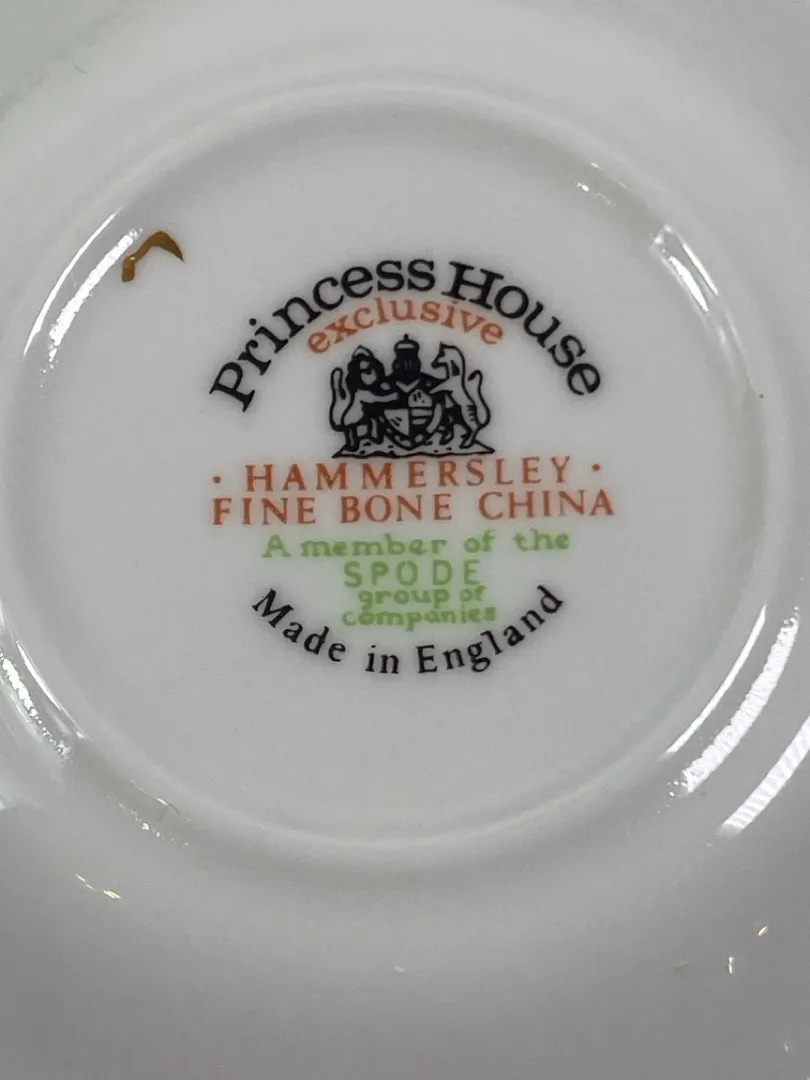 Princess House
exclusive
· HAMMERSLEY ·
FINE BONE CHINA
A member of the
SPODE
group of
companies
Made in England